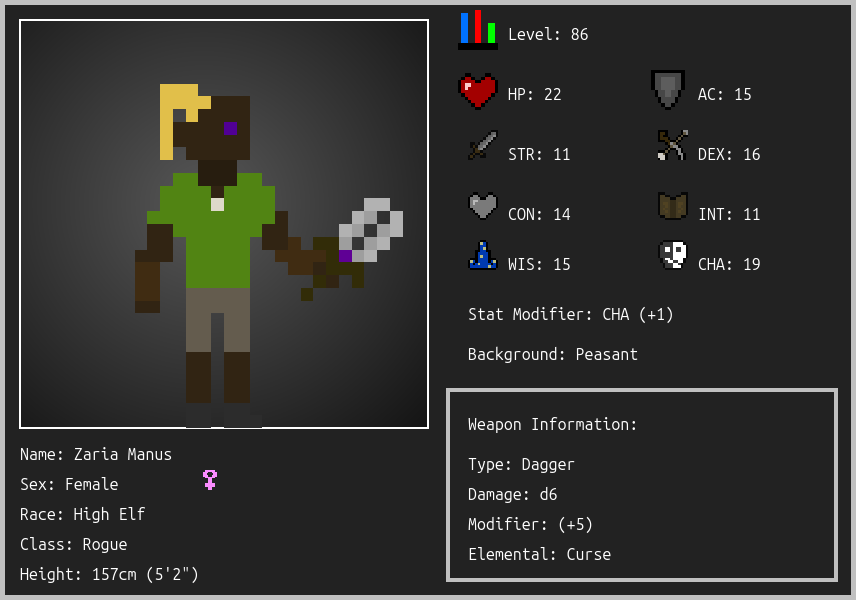 Level: 86
HP: 22
AC: 15
STR: 11
DEX: 16
CON: 14
INT: 11
WIS: 15
CHA: 19
Stat Modifier: CHA (+1)
Background: Peasant
Weapon Information:
Type: Dagger
Damage: d6
Modifier: (+5)
Elemental: Curse
Name: Zaria Manus
Sex: Female
Race: High Elf
Class: Rogue
Height: 157cm (5'2")